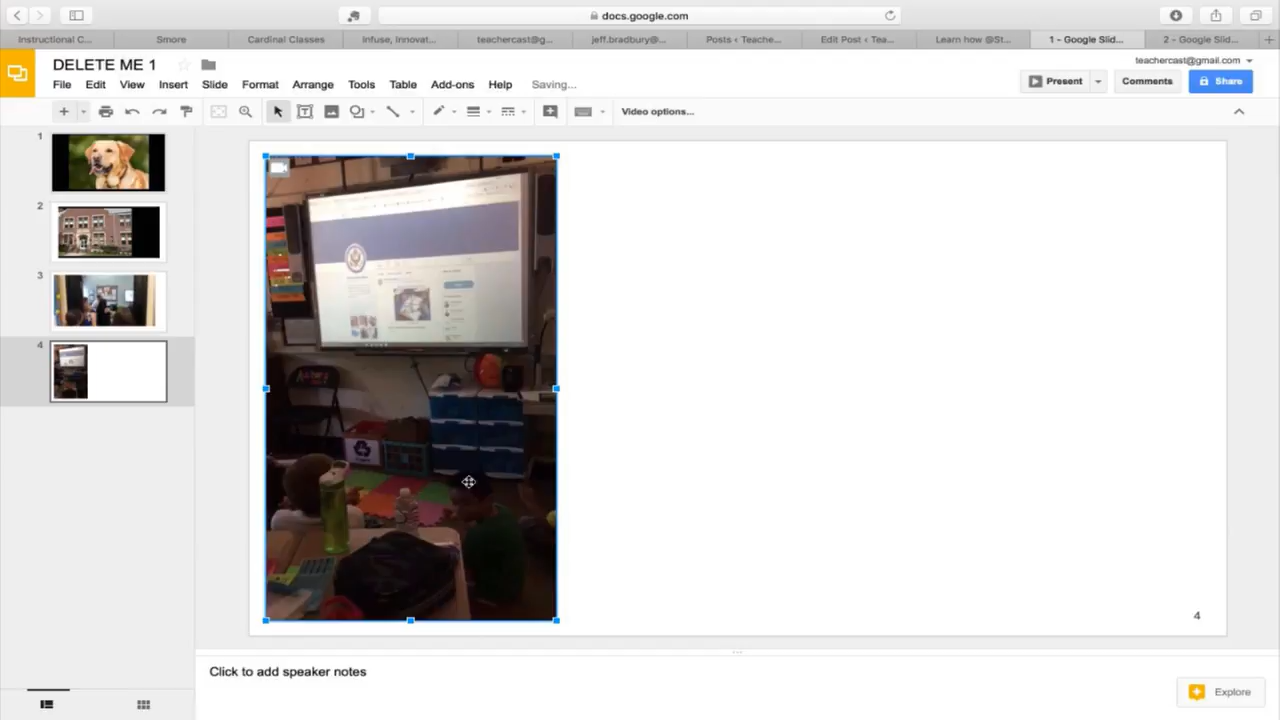 docs.google.com
Instructional C... Smore Cardinal Classes Infuse, Innovat... teachercast@g... jeff.bradbury@... Posts ‹ Teache... Edit Post ‹ Tea... Learn how @St... 1 - Google Slid... 2 - Google Slid...
DELETE ME 1
teachercast@gmail.com
File Edit View Insert Format Arrange Tools Table Add-ons Help Saving...
Present Comments Share
Video options...
1
2
3
4
4
Click to add speaker notes
Explore